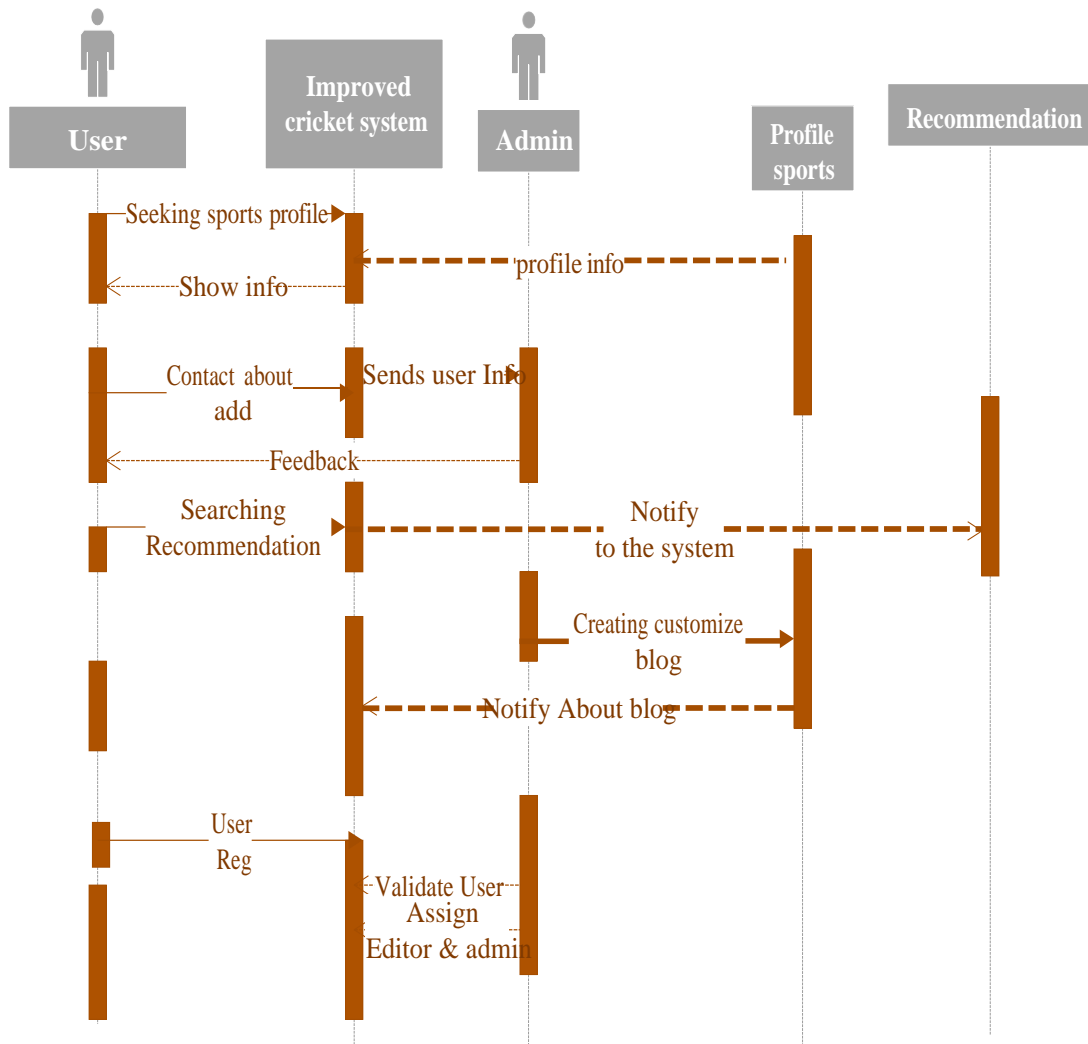 User
Improved
cricket system
Admin
Profile
sports
Recommendation
Seeking sports profile
profile info
Show info
Contact about
add
Sends user Info
Feedback
Searching
Recommendation
Notify
to the system
Creating customize
blog
Notify About blog
User
Reg
Validate User
Assign
Editor & admin